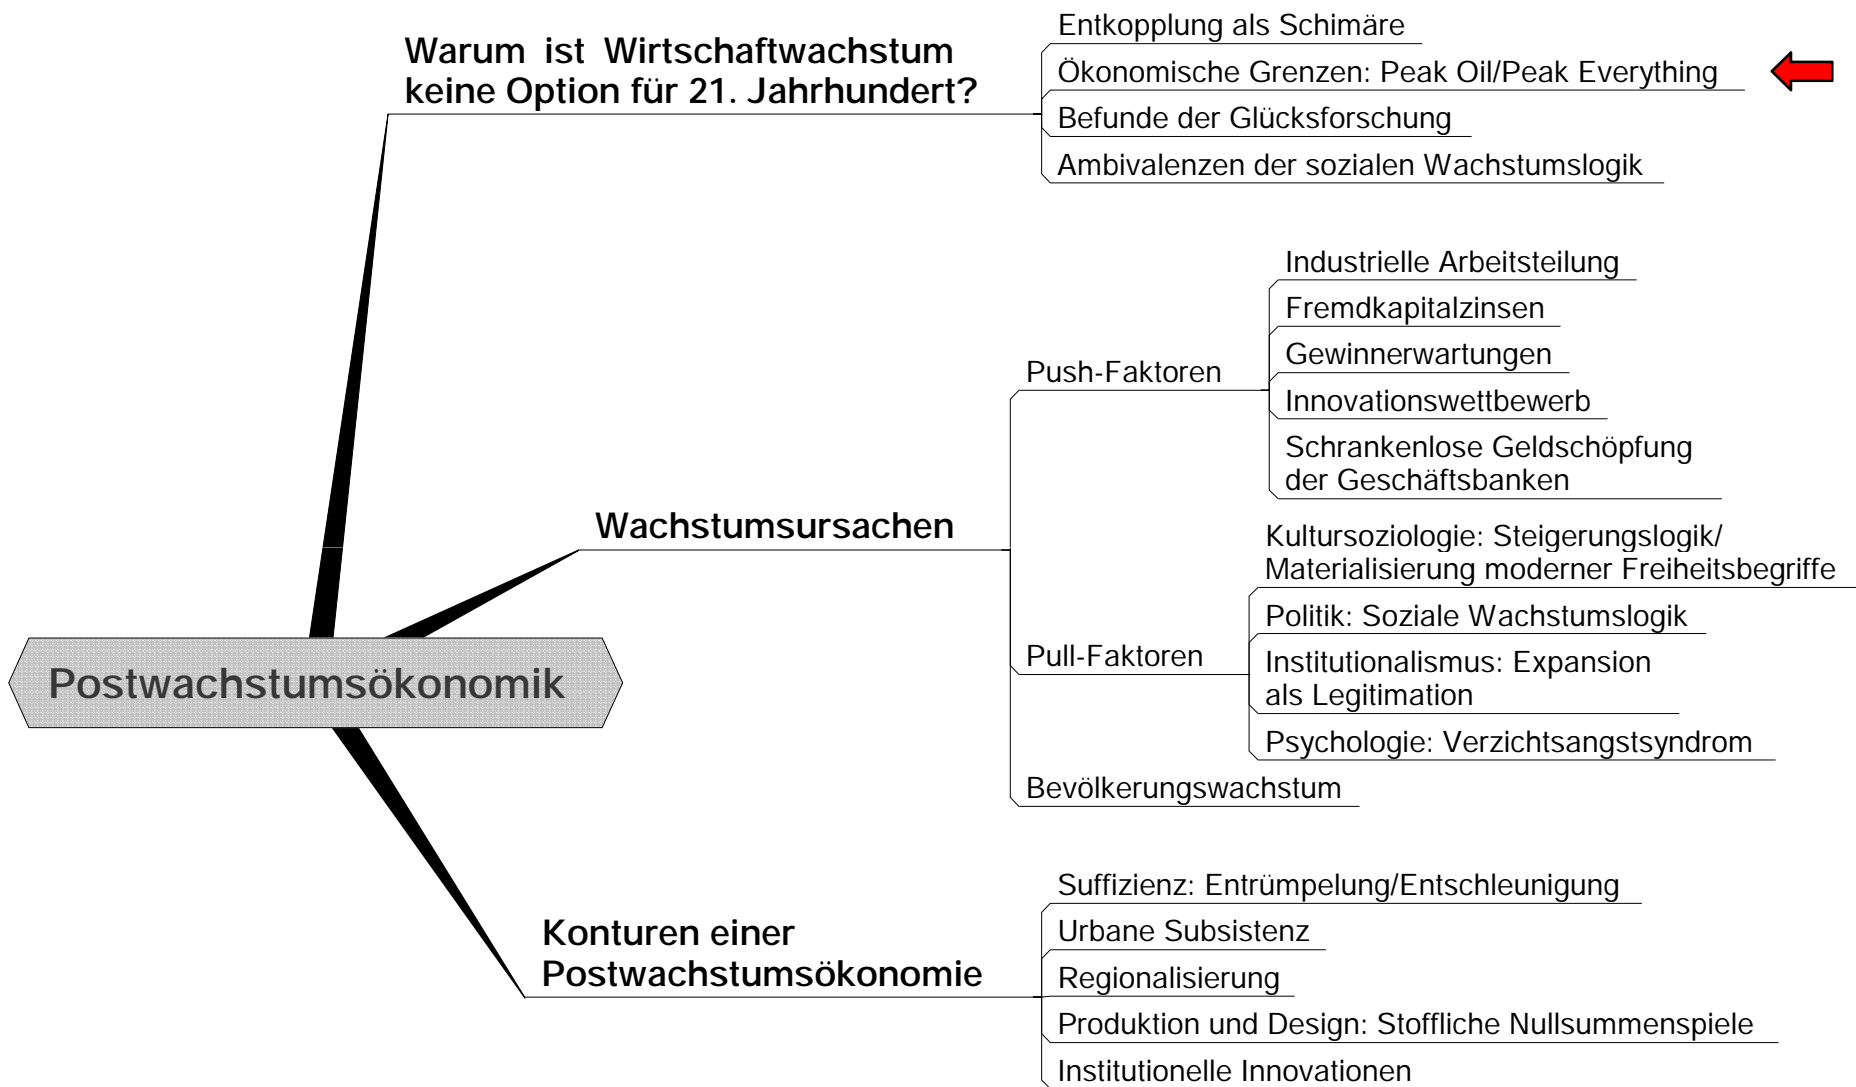 Warum ist Wirtschaftwachstum
keine Option für 21. Jahrhundert?
Entkopplung als Schimäre
Ökonomische Grenzen: Peak Oil/Peak Everything
Befunde der Glücksforschung
Ambivalenzen der sozialen Wachstumslogik
Wachstumsursachen
Push-Faktoren
Industrielle Arbeitsteilung
Fremdkapitalzinsen
Gewinnerwartungen
Innovationswettbewerb
Schrankenlose Geldschöpfung
der Geschäftsbanken
Pull-Faktoren
Kultursoziologie: Steigerungslogik/
Materialisierung moderner Freiheitsbegriffe
Politik: Soziale Wachstumslogik
Institutionalismus: Expansion
als Legitimation
Psychologie: Verzichtsangstsyndrom
Bevölkerungswachstum
Postwachstumsökonomik
Konturen einer
Postwachstumsökonomie
Suffizienz: Entrümpelung/Entschleunigung
Urbane Subsistenz
Regionalisierung
Produktion und Design: Stoffliche Nullsummenspiele
Institutionelle Innovationen